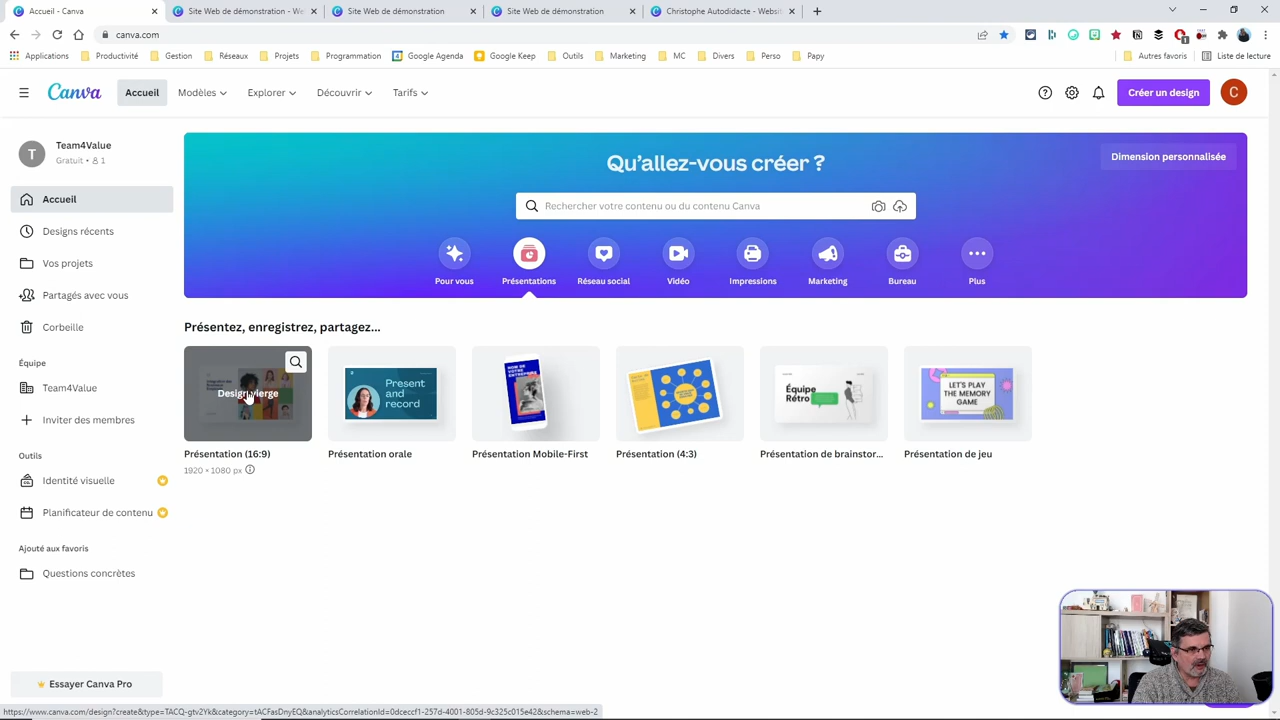 Accueil - Canva
Site Web de démonstration - We
Site Web de démonstration
Site Web de démonstration
Christophe Autodidacte - Websi
canva.com
Applications
Productivité
Gestion
Réseaux
Projets
Programmation
Google Agenda
Google Keep
Outils
Marketing
MC
Divers
Perso
Papy
Autres favoris
Liste de lecture
Canva
Accueil
Modèles
Explorer
Découvrir
Tarifs
Créer un design
C
T
Team4Value
Gratuit • 1
Accueil
Designs récents
Vos projets
Partagés avec vous
Corbeille
Équipe
Team4Value
Inviter des membres
Outils
Identité visuelle
Planificateur de contenu
Ajouté aux favoris
Questions concrètes
Essayer Canva Pro
Qu'allez-vous créer ?
Dimension personnalisée
Rechercher votre contenu ou du contenu Canva
Pour vous
Présentations
Réseau social
Vidéo
Impressions
Marketing
Bureau
Plus
Présentez, enregistrez, partagez...
Design vierge
Présentation (16:9)
1920 × 1080 px
Present
and
record
Présentation orale
Présentation Mobile-First
Présentation (4:3)
Équipe
Rétro
Présentation de brainstor...
LET'S PLAY
THE MEMORY
GAME
Présentation de jeu
https://www.canva.com/design?create&type=TACQ-gtv2Yk&category=tACFasDnyEQ&analyticsCorrelationId=0dceccf1-257d-4001-805d-9c325c015e42&schema=web-2